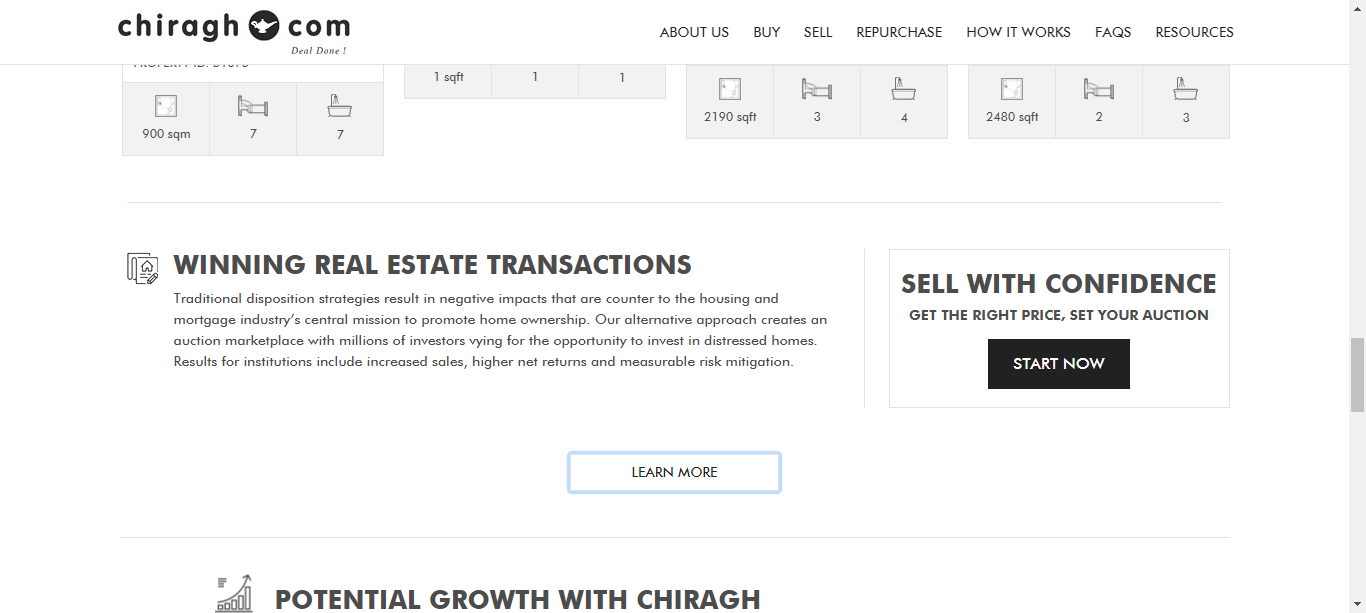 chiragh com
Deal Done !
ABOUT US BUY SELL REPURCHASE HOW IT WORKS FAQS RESOURCES
1 sqft 1 1
900 sqm 7 7
2190 sqft 3 4
2480 sqft 2 3
WINNING REAL ESTATE TRANSACTIONS
Traditional disposition strategies result in negative impacts that are counter to the housing and
mortgage industry’s central mission to promote home ownership. Our alternative approach creates an
auction marketplace with millions of investors vying for the opportunity to invest in distressed homes.
Results for institutions include increased sales, higher net returns and measurable risk mitigation.
SELL WITH CONFIDENCE
GET THE RIGHT PRICE, SET YOUR AUCTION
START NOW
LEARN MORE
POTENTIAL GROWTH WITH CHIRAGH